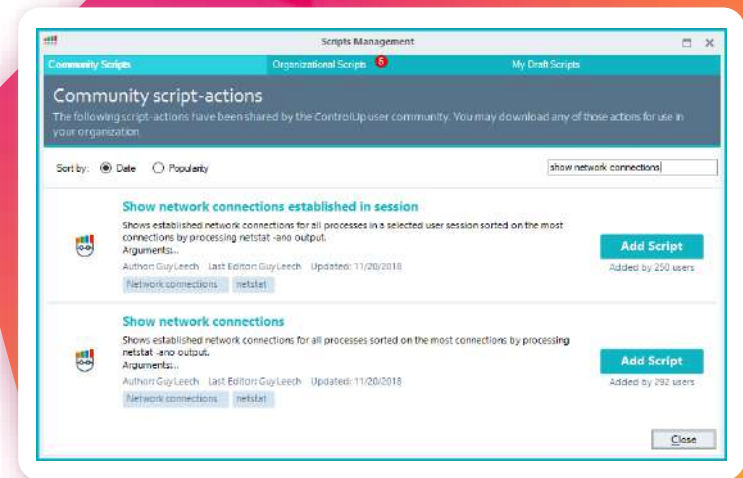 Scripts Management
Community Scripts
Organizational Scripts 5
My Draft Scripts
Community script-actions
The following script-actions have been shared by the ControlUp user community. You may download any of those actions for use in
your organization
Sort by: Date Popularity
show network connections
Show network connections established in session
Shows established network connections for all processes in a selected user session sorted on the most
connections by processing netstat -ano output.
Arguments:..
Author: GuyLeech Last Editor: GuyLeech Updated: 11/20/2018
Network connections netstat
Add Script
Added by 250 users
Show network connections
Shows established network connections for all processes sorted on the most connections by processing
netstat -ano output.
Arguments:..
Author: GuyLeech Last Editor: GuyLeech Updated: 11/20/2018
Network connections netstat
Add Script
Added by 292 users
Close